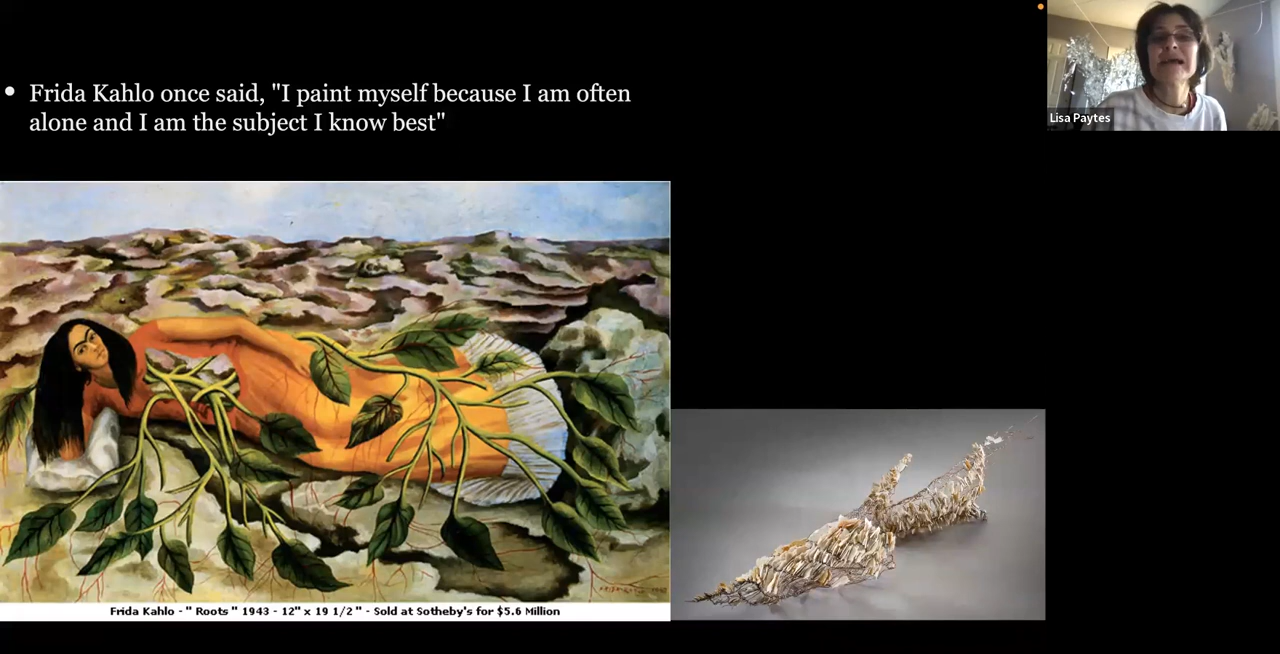 • Frida Kahlo once said, "I paint myself because I am often
alone and I am the subject I know best"
Lisa Paytes
Frida Kahlo - " Roots " 1943 - 12" x 19 1/2 " - Sold at Sotheby's for $5.6 Million